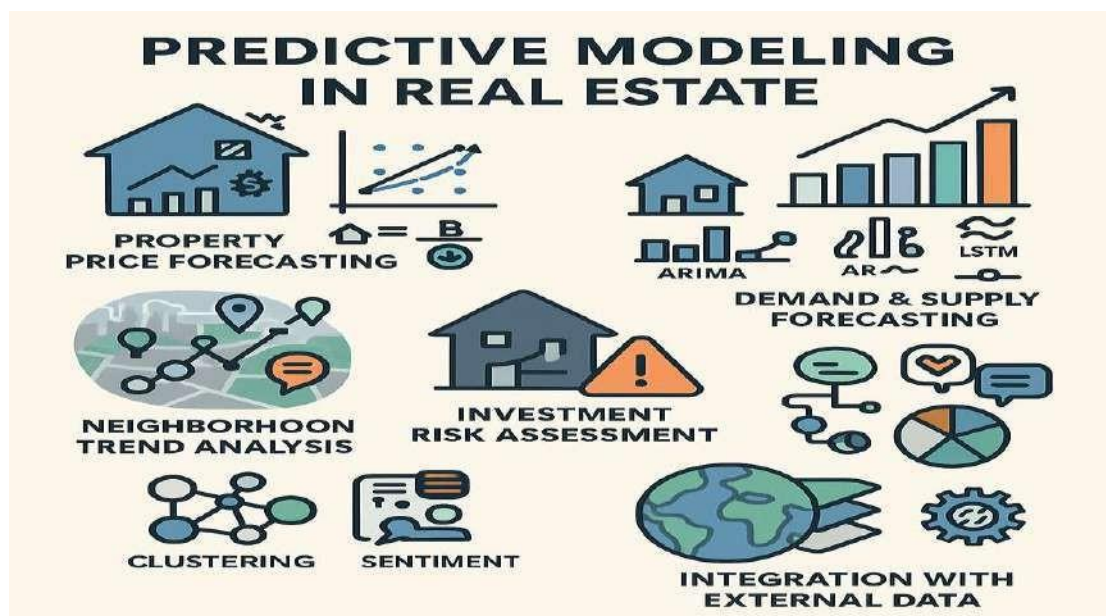 PREDICTIVE MODELING
IN REAL ESTATE
PROPERTY
PRICE FORECASTING
= B
ARIMA
AR
LSTM
DEMAND & SUPPLY
FORECASTING
NEIGHBORHOON
TREND ANALYSIS
INVESTMENT
RISK ASSESSMENT
CLUSTERING
SENTIMENT
INTEGRATION WITH
EXTERNAL DATA